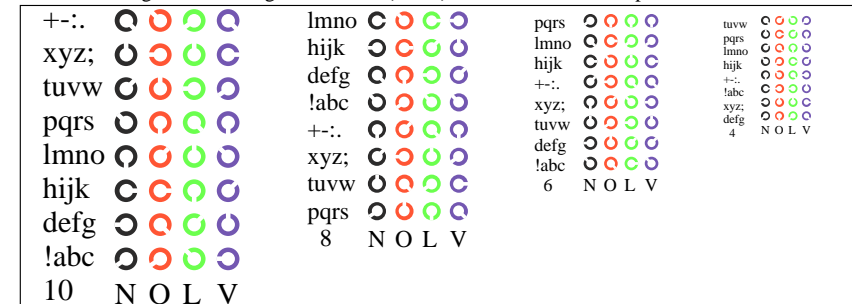 +-:.
xyz;
tuvw
pqrs
lmno
hijk
defg
!abc
10 N O L V
lmno
hijk
defg
!abc
+-:.
xyz;
tuvw
pqrs
8 N O L V
pqrs
lmno
hijk
+-:.
xyz;
tuvw
defg
!abc
6 N O L V
tuvw
pqrs
lmno
hijk
+-:.
!abc
xyz;
defg
4 N O L V